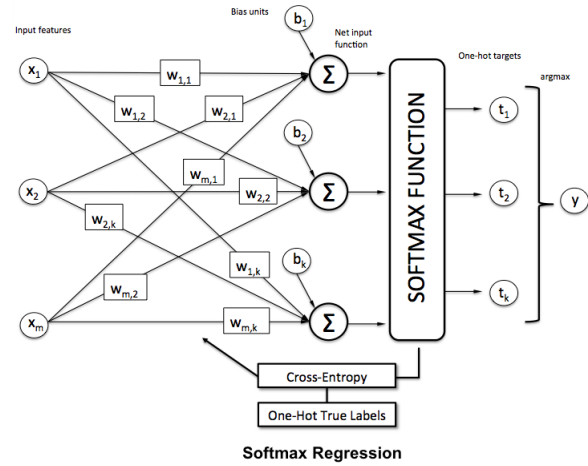 Input features
Bias units
b1
Net input
function
One-hot targets
argmax
x1
w1,1
Σ
w1,2
w2,1
t1
b2
wm,1
x2
w2,2
Σ
SOFTMAX FUNCTION
t2
y
w2,k
bk
w1,k
wm,2
t k
xm
wm,k
Σ
Cross-Entropy
One-Hot True Labels
Softmax Regression